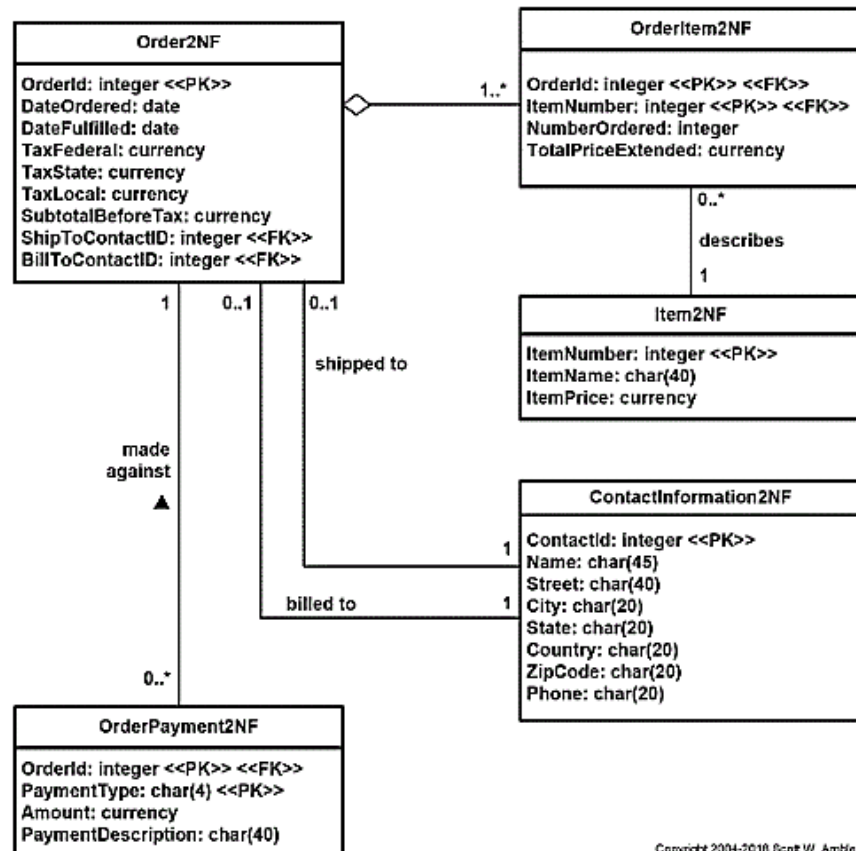 Order2NF
OrderId: integer <<PK>>
DateOrdered: date
DateFulfilled: date
TaxFederal: currency
TaxState: currency
TaxLocal: currency
SubtotalBeforeTax: currency
ShipToContactID: integer <<FK>>
BillToContactID: integer <<FK>>
1..*
OrderItem2NF
OrderId: integer <<PK>> <<FK>>
ItemNumber: integer <<PK>> <<FK>>
NumberOrdered: integer
TotalPriceExtended: currency
0..*
describes
1
Item2NF
ItemNumber: integer <<PK>>
ItemName: char(40)
ItemPrice: currency
1
0..1
0..1
shipped to
made
against
1
billed to
1
ContactInformation2NF
ContactId: integer <<PK>>
Name: char(45)
Street: char(40)
City: char(20)
State: char(20)
Country: char(20)
ZipCode: char(20)
Phone: char(20)
0..*
OrderPayment2NF
OrderId: integer <<PK>> <<FK>>
PaymentType: char(4) <<PK>>
Amount: currency
PaymentDescription: char(40)
Copyright 2004-2018 Scott W.